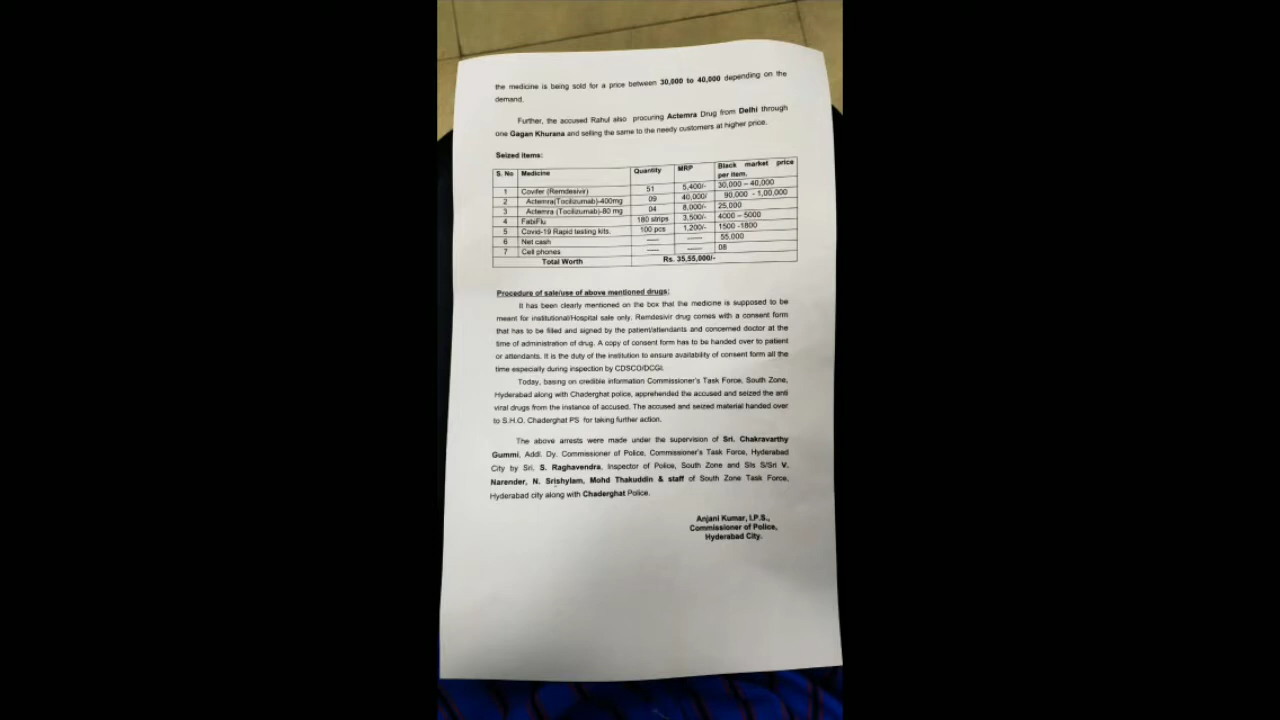 the medicine is being sold for a price between 30,000 to 40,000 depending on the
demand.
Further, the accused Rahul also procuring Actemra Drug from Delhi through
one Gagan Khurana and selling the same to the needy customers at higher price.
Seized items:
S. No Medicine Quantity MRP Black market price per item.
1 Covifer (Remdesivir) 51 5,400/- 30,000 – 40,000
2 Actemra(Tocilizumab)-400mg 09 40,000/ 90,000 - 1,00,000
3 Actemra (Tocilizumab)-80 mg 04 8,000/- 25,000
4 FabiFlu 180 strips 3,500/- 4000 – 5000
5 Covid-19 Rapid testing kits. 100 pcs 1,200/- 1500 -1800
6 Net cash —— —— 55,000
7 Cell phones —— —— 08
Total Worth Rs. 35,55,000/-
Procedure of sale/use of above mentioned drugs:
It has been clearly mentioned on the box that the medicine is supposed to be
meant for institutional/Hospital sale only. Remdesivir drug comes with a consent form
that has to be filled and signed by the patient/attendants and concerned doctor at the
time of administration of drug. A copy of consent form has to be handed over to patient
or attendants. It is the duty of the institution to ensure availability of consent form all the
time especially during inspection by CDSCO/DCGI.
Today, basing on credible information Commissioner's Task Force, South Zone,
Hyderabad along with Chaderghat police, apprehended the accused and seized the anti
viral drugs from the instance of accused. The accused and seized material handed over
to S.H.O. Chaderghat PS for taking further action.
The above arrests were made under the supervision of Sri. Chakravarthy
Gummi, Addl. Dy. Commissioner of Police, Commissioner's Task Force, Hyderabad
City by Sri, S. Raghavendra, Inspector of Police, South Zone and SIs S/Sri V.
Narender, N. Srishylam, Mohd Thakuddin & staff of South Zone Task Force,
Hyderabad city along with Chaderghat Police.
Anjani Kumar, I.P.S.,
Commissioner of Police,
Hyderabad City.